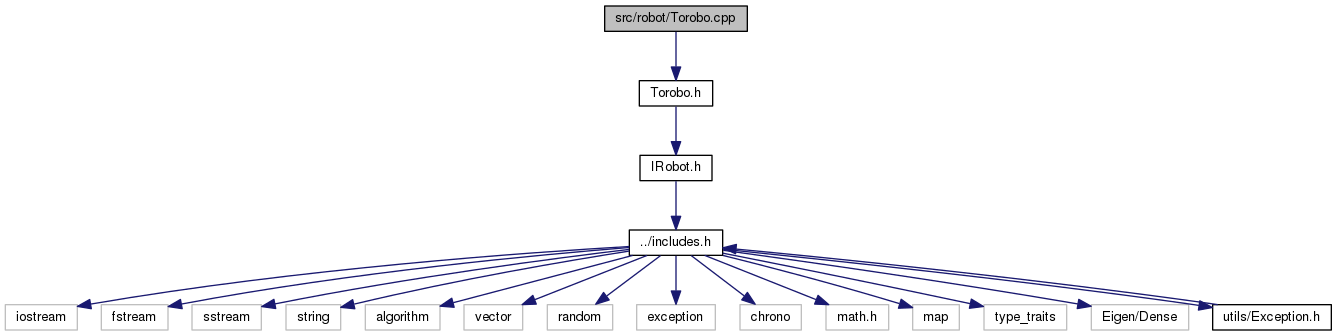 src/robot/Torobo.cpp
Torobo.h
IRobot.h
../includes.h
iostream
fstream
sstream
string
algorithm
vector
random
exception
chrono
math.h
map
type_traits
Eigen/Dense
utils/Exception.h